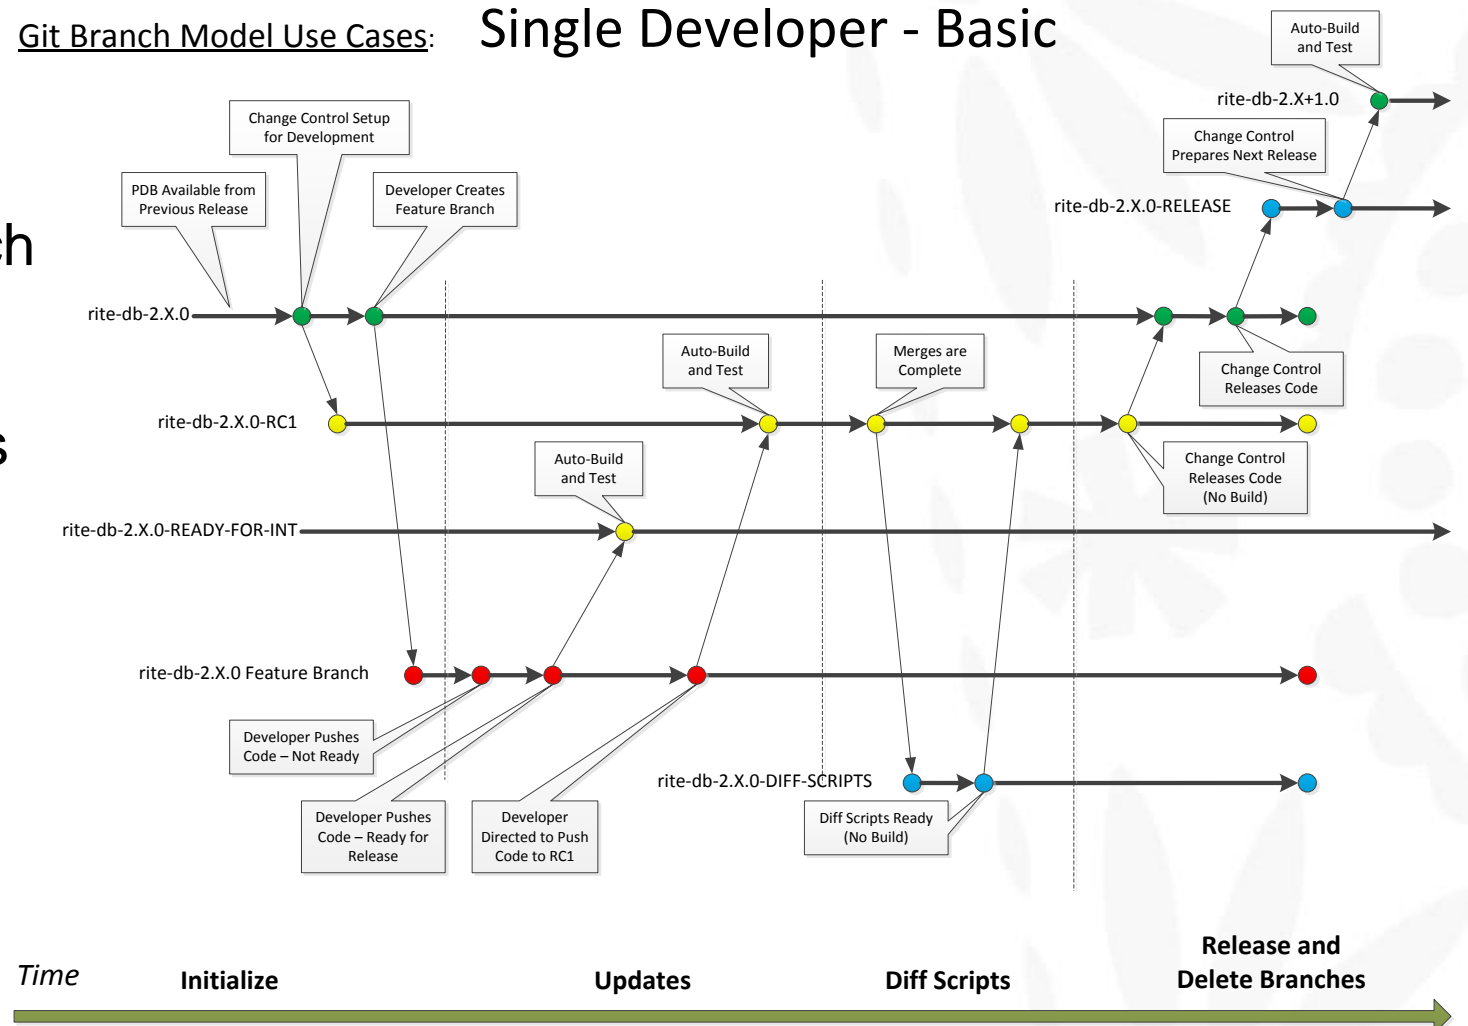 Git Branch Model Use Cases:
Single Developer - Basic
Auto-Build
and Test
rite-db-2.X+1.0
Change Control Setup
for Development
Change Control
Prepares Next Release
PDB Available from
Previous Release
Developer Creates
Feature Branch
rite-db-2.X.0-RELEASE
ch
rite-db-2.X.0
Auto-Build
and Test
Merges are
Complete
Change Control
Releases Code
rite-db-2.X.0-RC1
s
Auto-Build
and Test
Change Control
Releases Code
(No Build)
rite-db-2.X.0-READY-FOR-INT
rite-db-2.X.0 Feature Branch
Developer Pushes
Code – Not Ready
rite-db-2.X.0-DIFF-SCRIPTS
Developer Pushes
Code – Ready for
Release
Developer
Directed to Push
Code to RC1
Diff Scripts Ready
(No Build)
Time
Initialize
Updates
Diff Scripts
Release and
Delete Branches